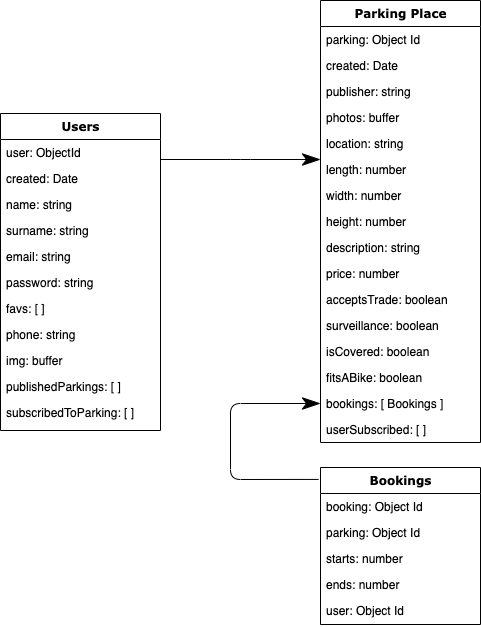 Users
user: ObjectId
created: Date
name: string
surname: string
email: string
password: string
favs: [ ]
phone: string
img: buffer
publishedParkings: [ ]
subscribedToParking: [ ]
Parking Place
parking: Object Id
created: Date
publisher: string
photos: buffer
location: string
length: number
width: number
height: number
description: string
price: number
acceptsTrade: boolean
surveillance: boolean
isCovered: boolean
fitsABike: boolean
bookings: [ Bookings ]
userSubscribed: [ ]
Bookings
booking: Object Id
parking: Object Id
starts: number
ends: number
user: Object Id